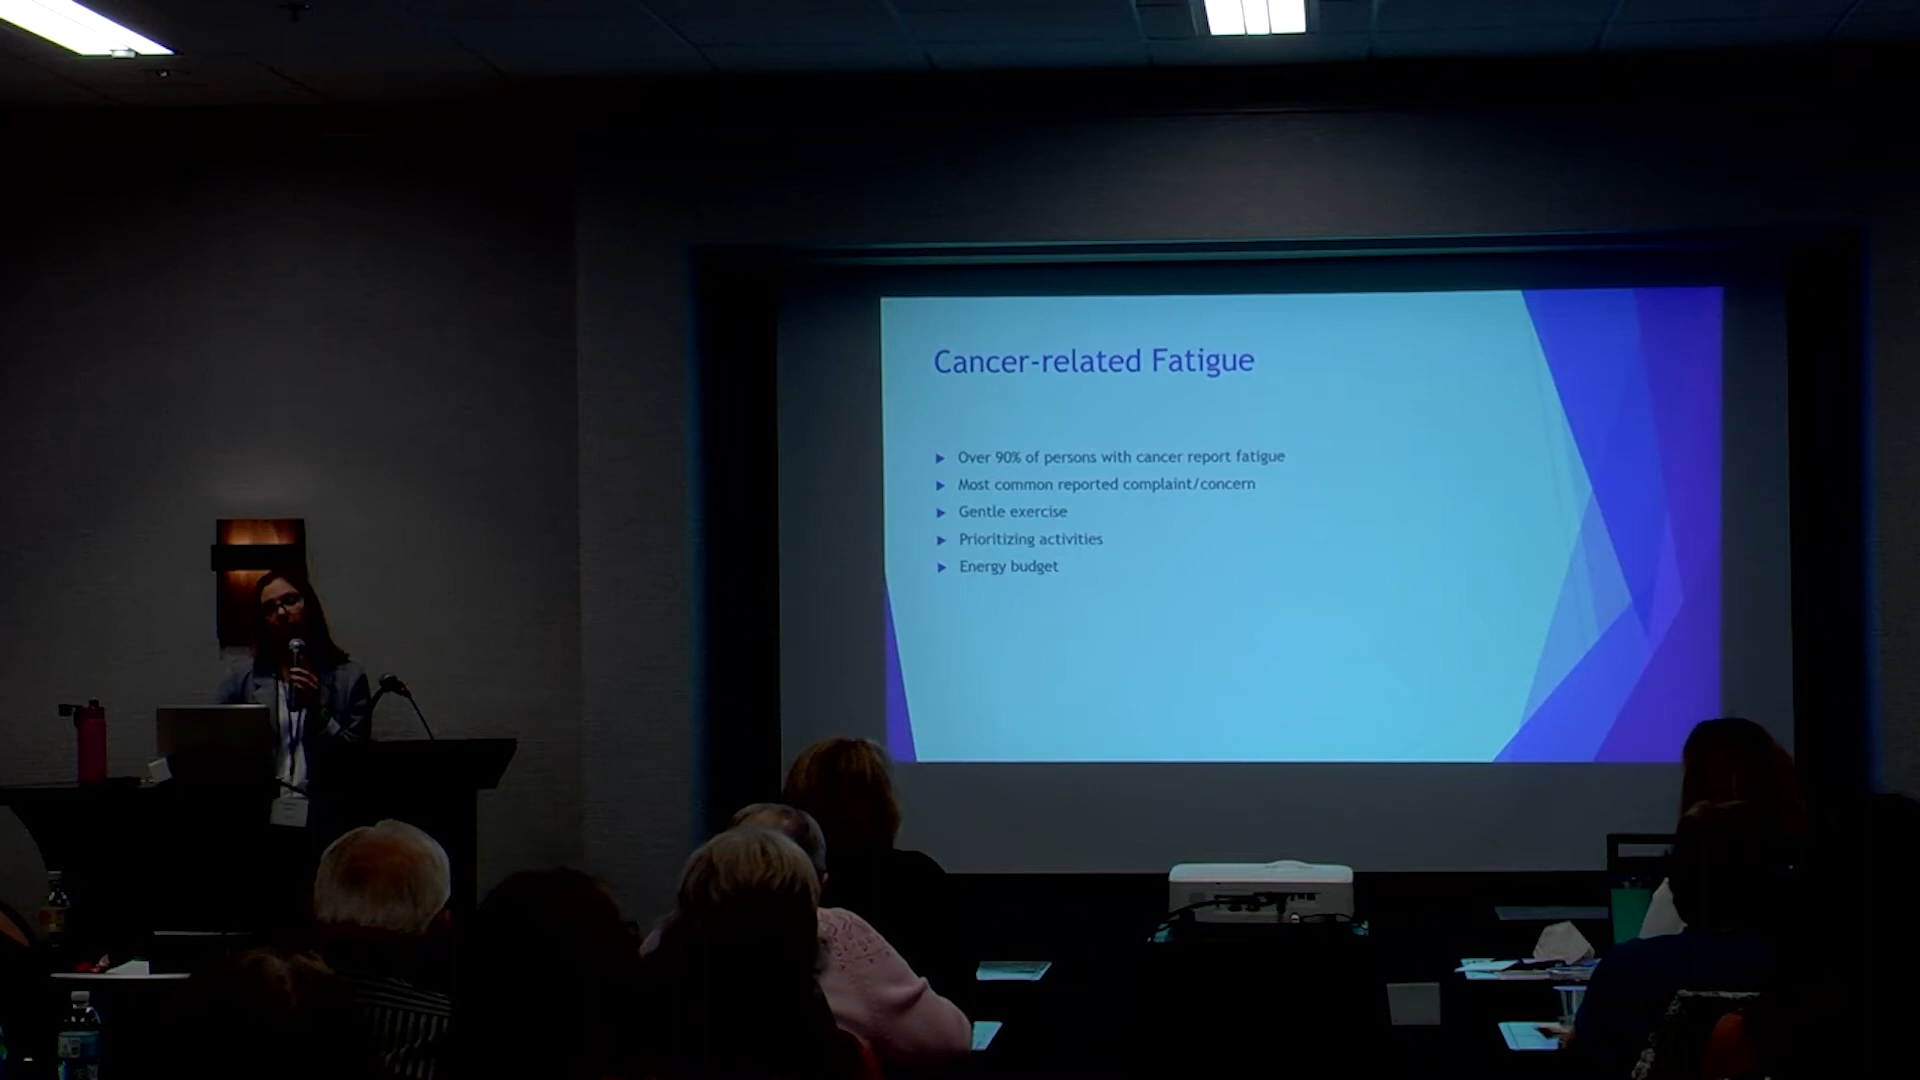 Cancer-related Fatigue
Over 90% of persons with cancer report fatigue
Most common reported complaint/concern
Gentle exercise
Prioritizing activities
Energy budget